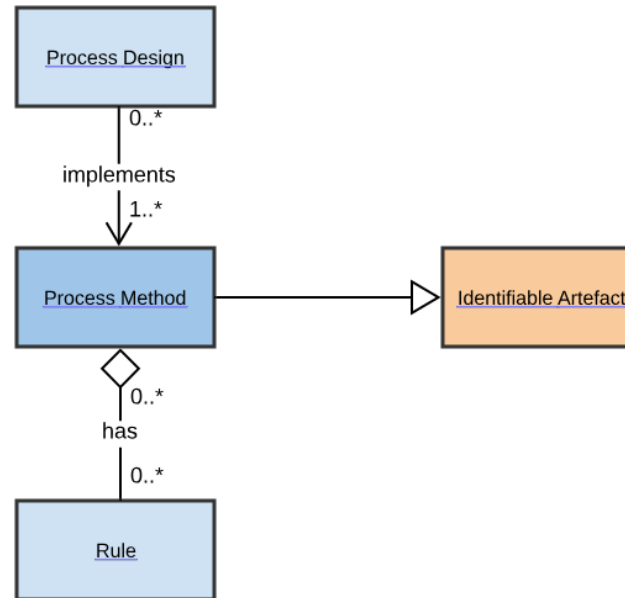 Process Design
0..*
implements
1..*
Process Method
Identifiable Artefact
0..*
has
0..*
Rule